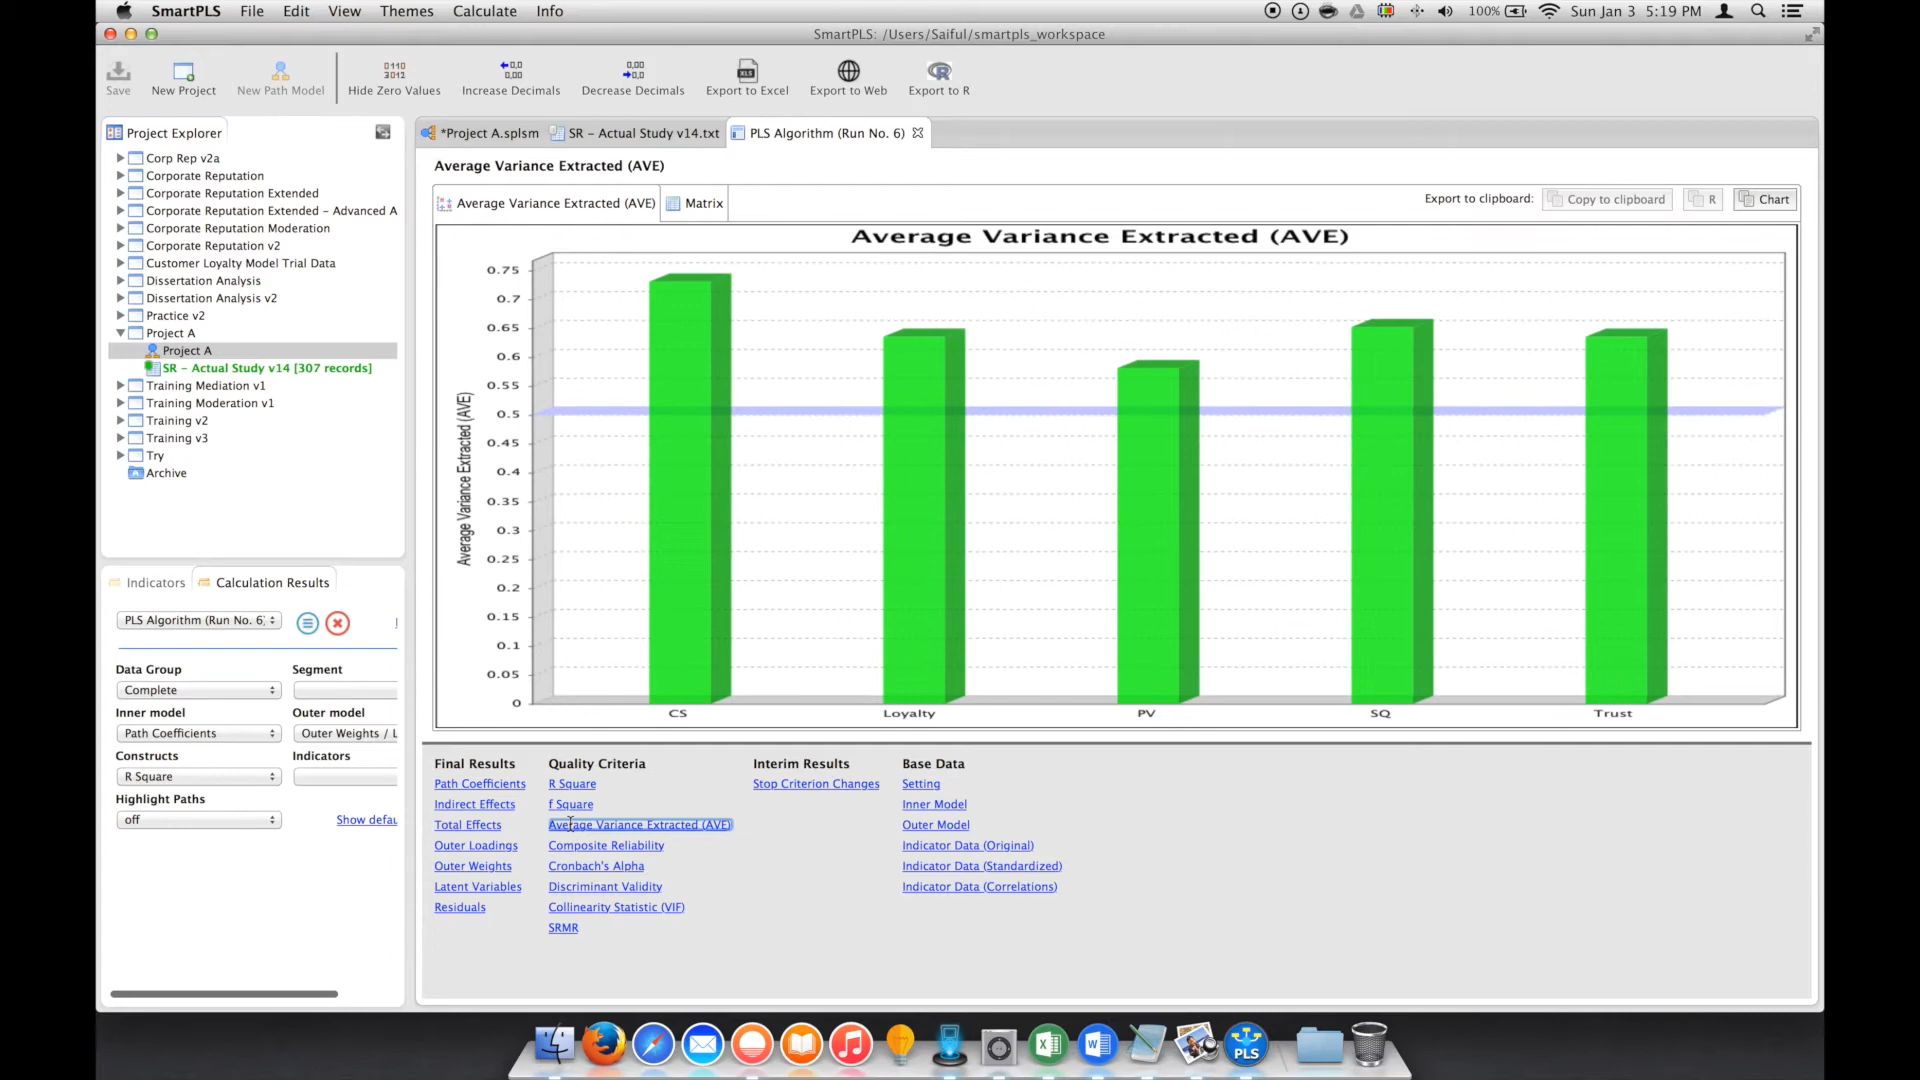 SmartPLS File Edit View Themes Calculate Info
100% Sun Jan 3 5:19 PM
SmartPLS: /Users/Saiful/smartpls_workspace
Save New Project New Path Model Hide Zero Values Increase Decimals Decrease Decimals Export to Excel Export to Web Export to R
Project Explorer
Corp Rep v2a
Corporate Reputation
Corporate Reputation Extended
Corporate Reputation Extended - Advanced A
Corporate Reputation Moderation
Corporate Reputation v2
Customer Loyalty Model Trial Data
Dissertation Analysis
Dissertation Analysis v2
Practice v2
Project A
Project A
SR - Actual Study v14 [307 records]
Training Mediation v1
Training Moderation v1
Training v2
Training v3
Try
Archive
Indicators Calculation Results
PLS Algorithm (Run No. 6)
Data Group Segment
Complete
Inner model Outer model
Path Coefficients Outer Weights / L
Constructs Indicators
R Square
Highlight Paths
off Show defau
*Project A.splsm SR - Actual Study v14.txt PLS Algorithm (Run No. 6)
Average Variance Extracted (AVE)
Average Variance Extracted (AVE) Matrix
Export to clipboard: Copy to clipboard R Chart
Average Variance Extracted (AVE)
Average Variance Extracted (AVE)
0.75
0.7
0.65
0.6
0.55
0.5
0.45
0.4
0.35
0.3
0.25
0.2
0.15
0.1
0.05
0
CS Loyalty PV SQ Trust
Final Results
Path Coefficients
Indirect Effects
Total Effects
Outer Loadings
Outer Weights
Latent Variables
Residuals
Quality Criteria
R Square
f Square
Average Variance Extracted (AVE)
Composite Reliability
Cronbach's Alpha
Discriminant Validity
Collinearity Statistic (VIF)
SRMR
Interim Results
Stop Criterion Changes
Base Data
Setting
Inner Model
Outer Model
Indicator Data (Original)
Indicator Data (Standardized)
Indicator Data (Correlations)
PLS